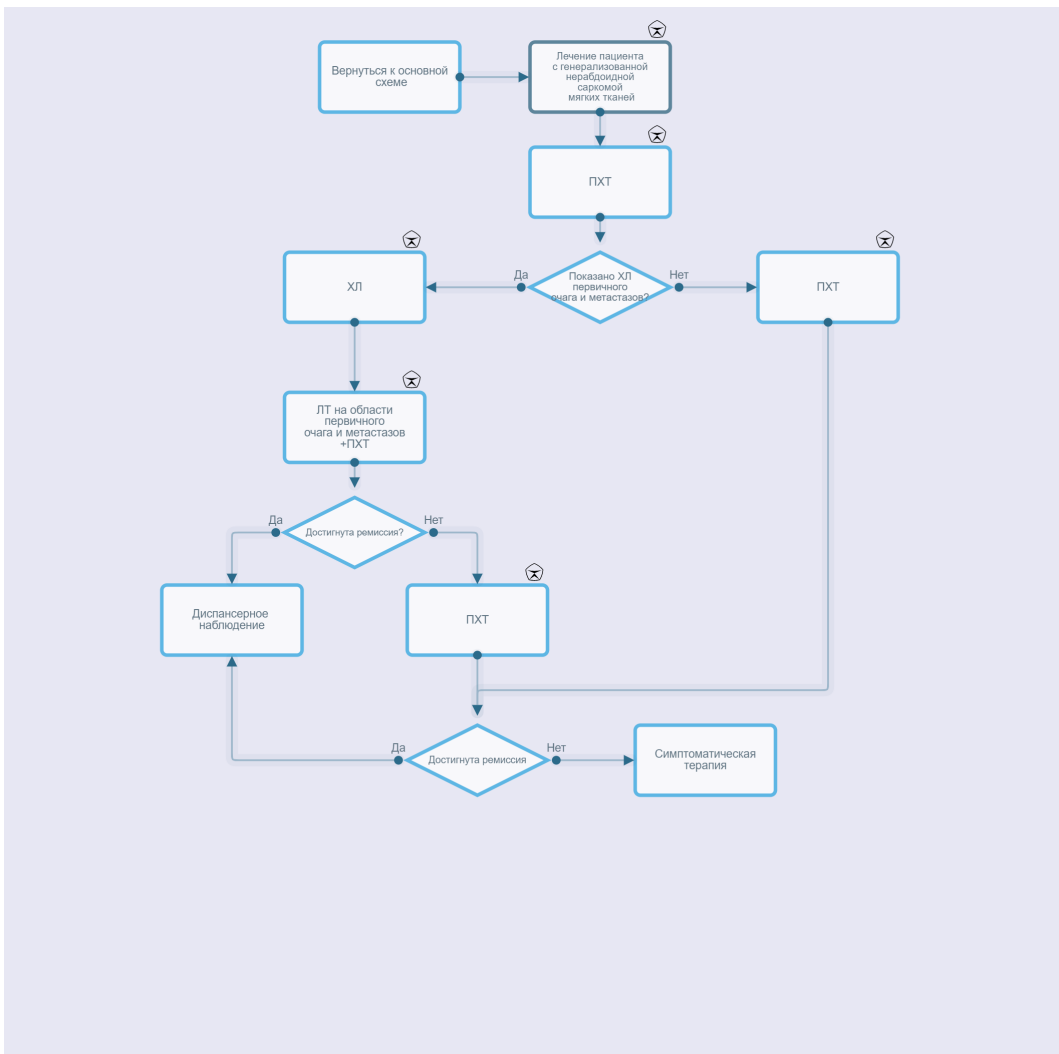 Вернуться к основной
схеме
Лечение пациента
с генерализованной
нерабдоидной
саркомой
мягких тканей
ПХТ
Да
Показано ХЛ
первичного
очага и метастазов?
Нет
ХЛ
ПХТ
ЛТ на области
первичного
очага и метастазов
+ПХТ
Да
Достигнута ремиссия?
Нет
Диспансерное
наблюдение
ПХТ
Да
Достигнута ремиссия
Нет
Симптоматическая
терапия